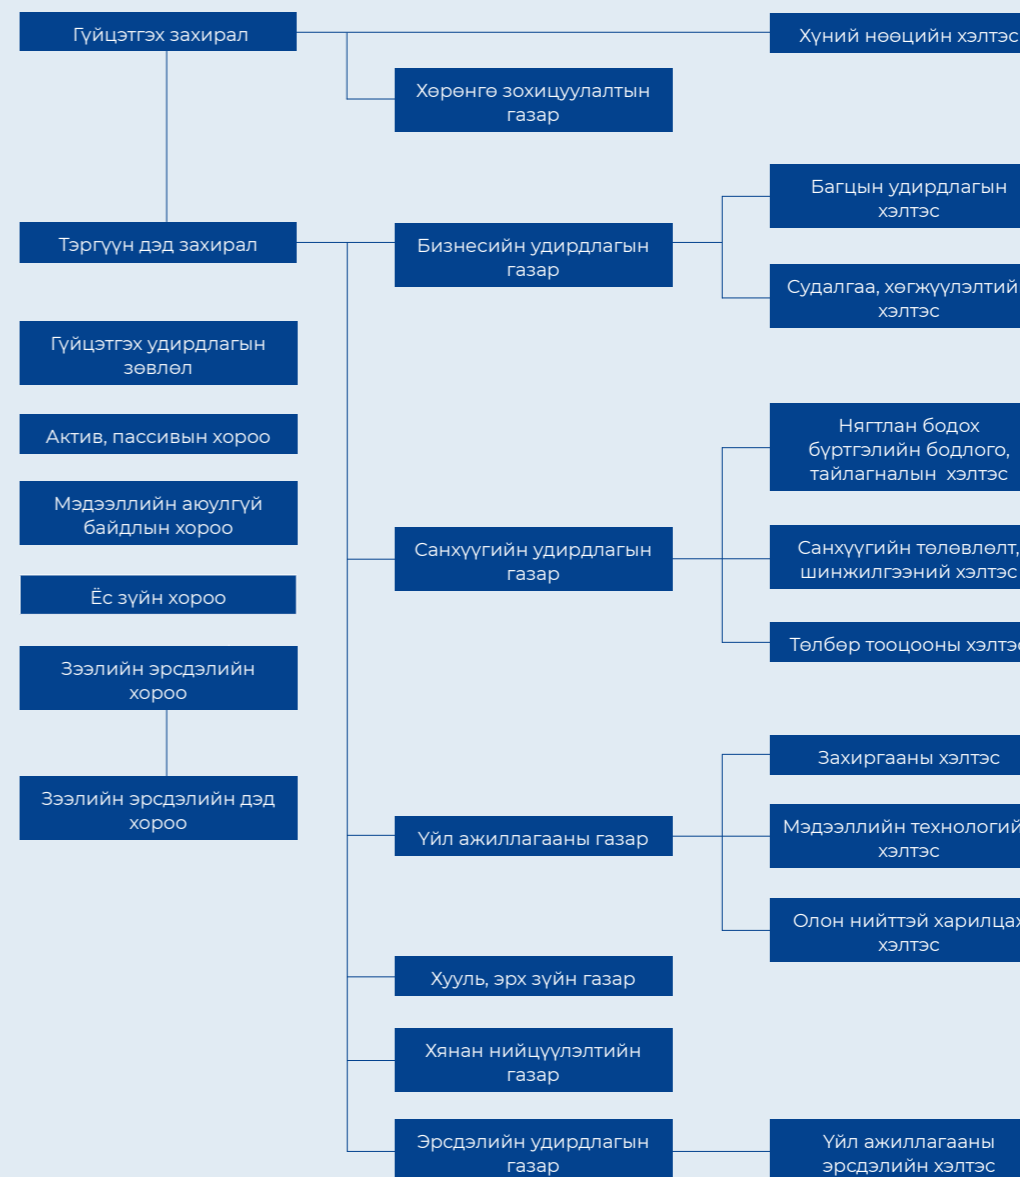 Гүйцэтгэх захирал
Хүний нөөцийн хэлтэс
Хөрөнгө зохицуулалтын
газар
Багцын удирдлагын
хэлтэс
Тэргүүн дэд захирал
Бизнесийн удирдлагын
газар
Судалгаа, хөгжүүлэлтий
хэлтэс
Гүйцэтгэх удирдлагын
зөвлөл
Актив, пассивын хороо
Нягтлан бодох
бүртгэлийн бодлого,
тайлагналын хэлтэс
Мэдээллийн аюулгүй
байдлын хороо
Санхүүгийн удирдлагын
газар
Санхүүгийн төлөвлөлт,
шинжилгээний хэлтэс
Ёс зүйн хороо
Төлбөр тооцооны хэлтэс
Зээлийн эрсдэлийн
хороо
Захиргааны хэлтэс
Зээлийн эрсдэлийн дэд
хороо
Үйл ажиллагааны газар
Мэдээллийн технологий
хэлтэс
Олон нийттэй харилцах
хэлтэс
Хууль, эрх зүйн газар
Хянан нийцүүлэлтийн
газар
Эрсдэлийн удирдлагын
газар
Үйл ажиллагааны
эрсдэлийн хэлтэс